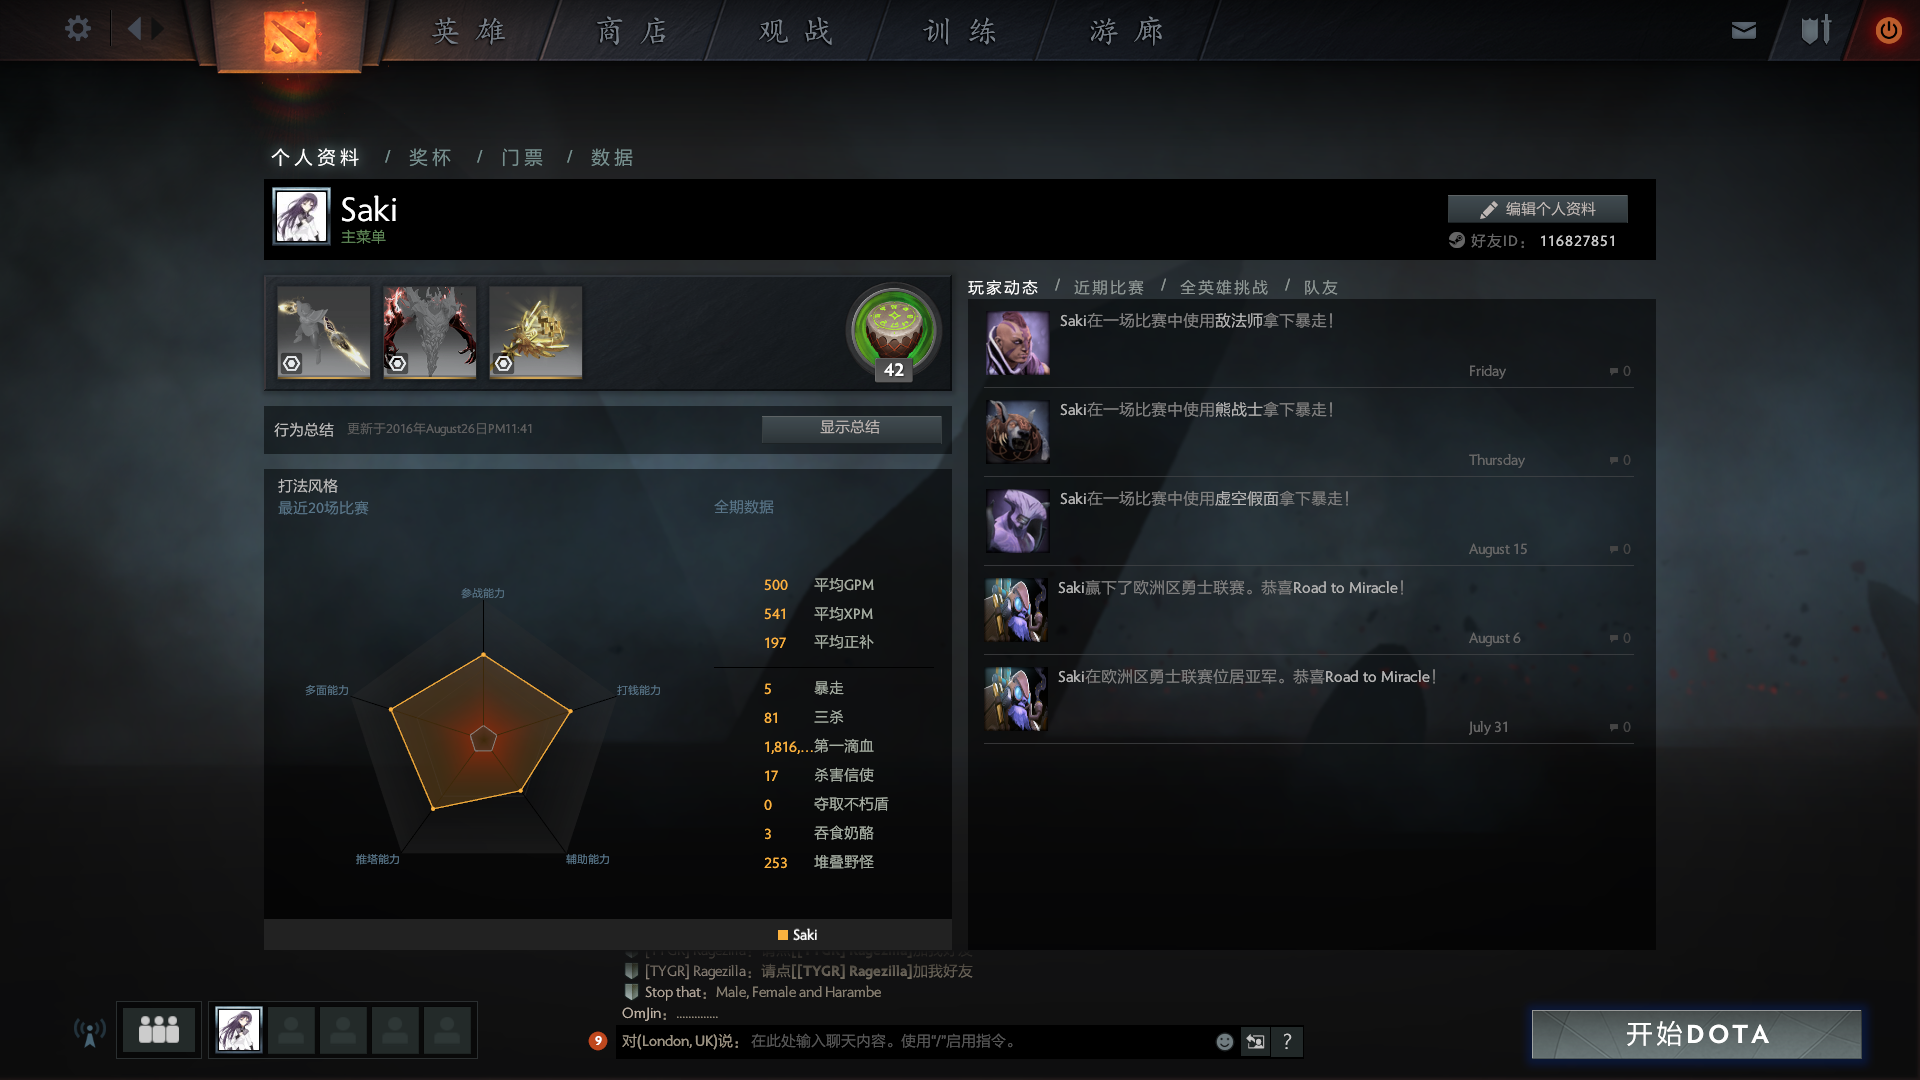 英雄
商店
观战
训练
游廊
个人资料 / 奖杯 / 门票 / 数据
Saki
主菜单
编辑个人资料
好友ID： 116827851
42
行为总结 更新于2016年August26日PM11:41
显示总结
打法风格
最近20场比赛
全期数据
参战能力
打钱能力
辅助能力
推塔能力
多面能力
500 平均GPM
541 平均XPM
197 平均正补
5 暴走
81 三杀
1,816,... 第一滴血
17 杀害信使
0 夺取不朽盾
3 吞食奶酪
253 堆叠野怪
Saki
玩家动态 / 近期比赛 / 全英雄挑战 / 队友
Saki在一场比赛中使用敌法师拿下暴走！
Friday 0
Saki在一场比赛中使用熊战士拿下暴走！
Thursday 0
Saki在一场比赛中使用虚空假面拿下暴走！
August 15 0
Saki赢下了欧洲区勇士联赛。恭喜Road to Miracle！
August 6 0
Saki在欧洲区勇士联赛位居亚军。恭喜Road to Miracle！
July 31 0
[TYGR] Ragezilla：请点[[TYGR] Ragezilla]加我好友
Stop that：Male, Female and Harambe
OmJin：..............
9 对(London, UK)说： 在此处输入聊天内容。使用"/"启用指令。
?
开始DOTA